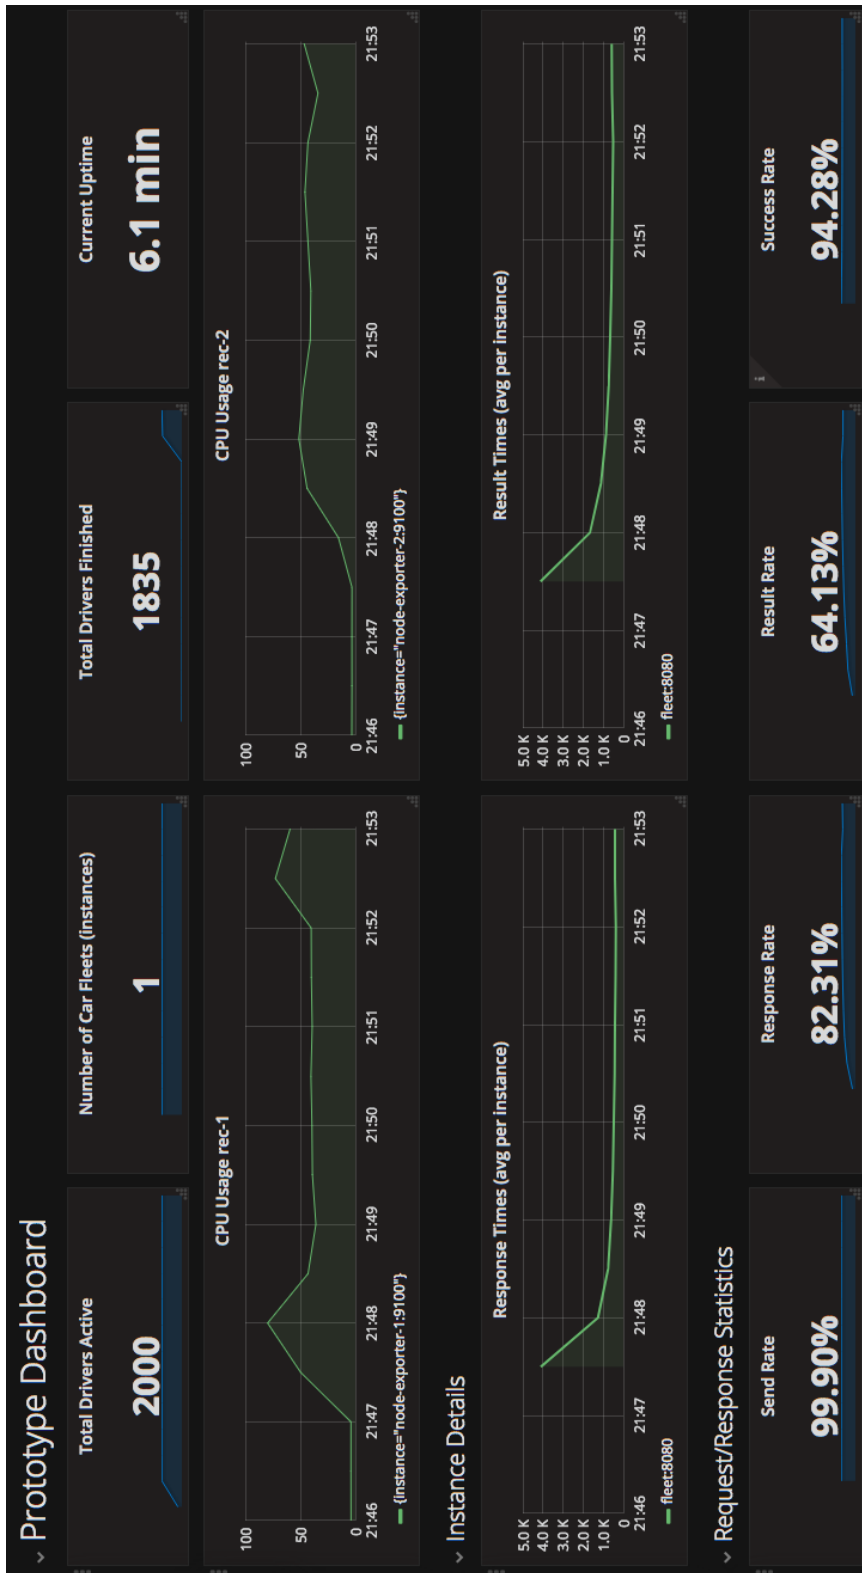 Prototype Dashboard
Total Drivers Active
2000
Number of Car Fleets (instances)
1
Total Drivers Finished
1835
Current Uptime
6.1 min
CPU Usage rec-1
100
50
0
21:46 21:47 21:48 21:49 21:50 21:51 21:52 21:53
{instance="node-exporter-1:9100"}
CPU Usage rec-2
100
50
0
21:46 21:47 21:48 21:49 21:50 21:51 21:52 21:53
{instance="node-exporter-2:9100"}
Instance Details
Response Times (avg per instance)
5.0 K
4.0 K
3.0 K
2.0 K
1.0 K
0
21:46 21:47 21:48 21:49 21:50 21:51 21:52 21:53
fleet:8080
Result Times (avg per instance)
5.0 K
4.0 K
3.0 K
2.0 K
1.0 K
0
21:46 21:47 21:48 21:49 21:50 21:51 21:52 21:53
fleet:8080
Request/Response Statistics
Send Rate
99.90%
Response Rate
82.31%
Result Rate
64.13%
i
Success Rate
94.28%